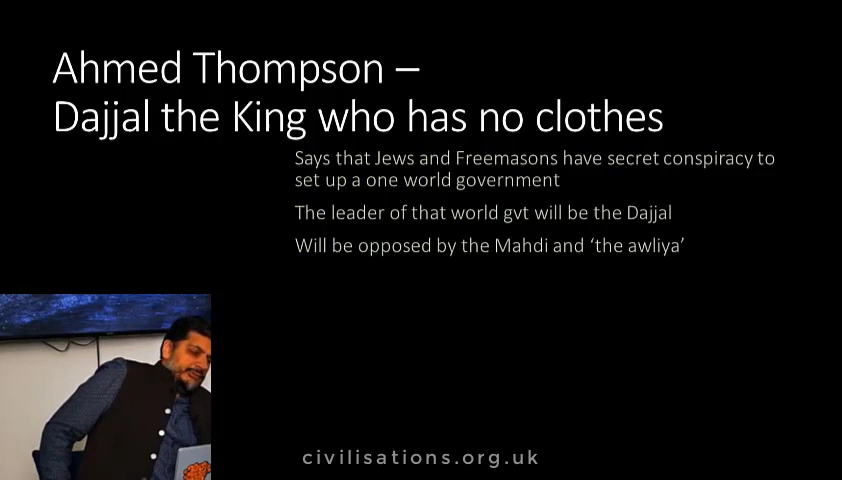 Ahmed Thompson –
Dajjal the King who has no clothes
Says that Jews and Freemasons have secret conspiracy to
set up a one world government
The leader of that world gvt will be the Dajjal
Will be opposed by the Mahdi and ‘the awliya’
civilisations.org.uk